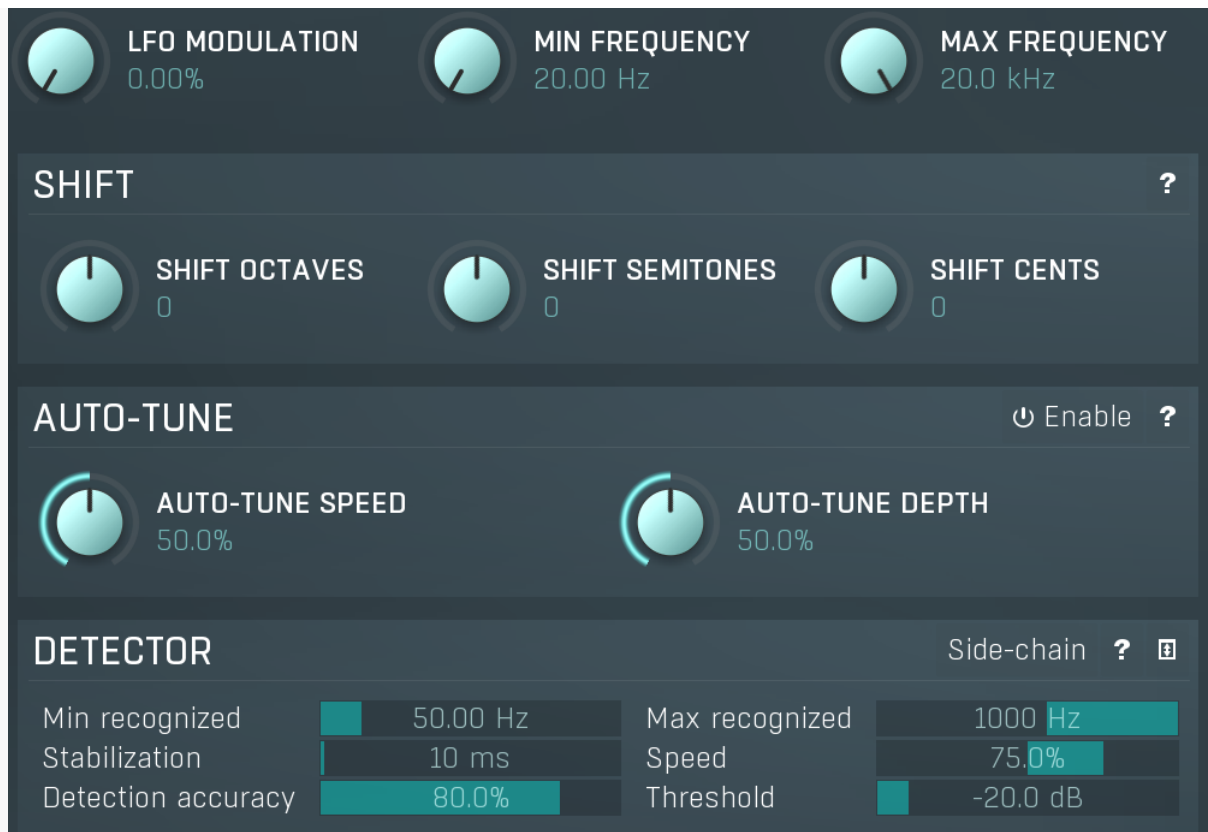 LFO MODULATION MIN FREQUENCY MAX FREQUENCY
0.00% 20.00 Hz 20.0 kHz
SHIFT ?
SHIFT OCTAVES SHIFT SEMITONES SHIFT CENTS
0 0 0
AUTO-TUNE Enable ?
AUTO-TUNE SPEED AUTO-TUNE DEPTH
50.0% 50.0%
DETECTOR Side-chain ?
Min recognized 50.00 Hz Max recognized 1000 Hz
Stabilization 10 ms Speed 75.0%
Detection accuracy 80.0% Threshold -20.0 dB